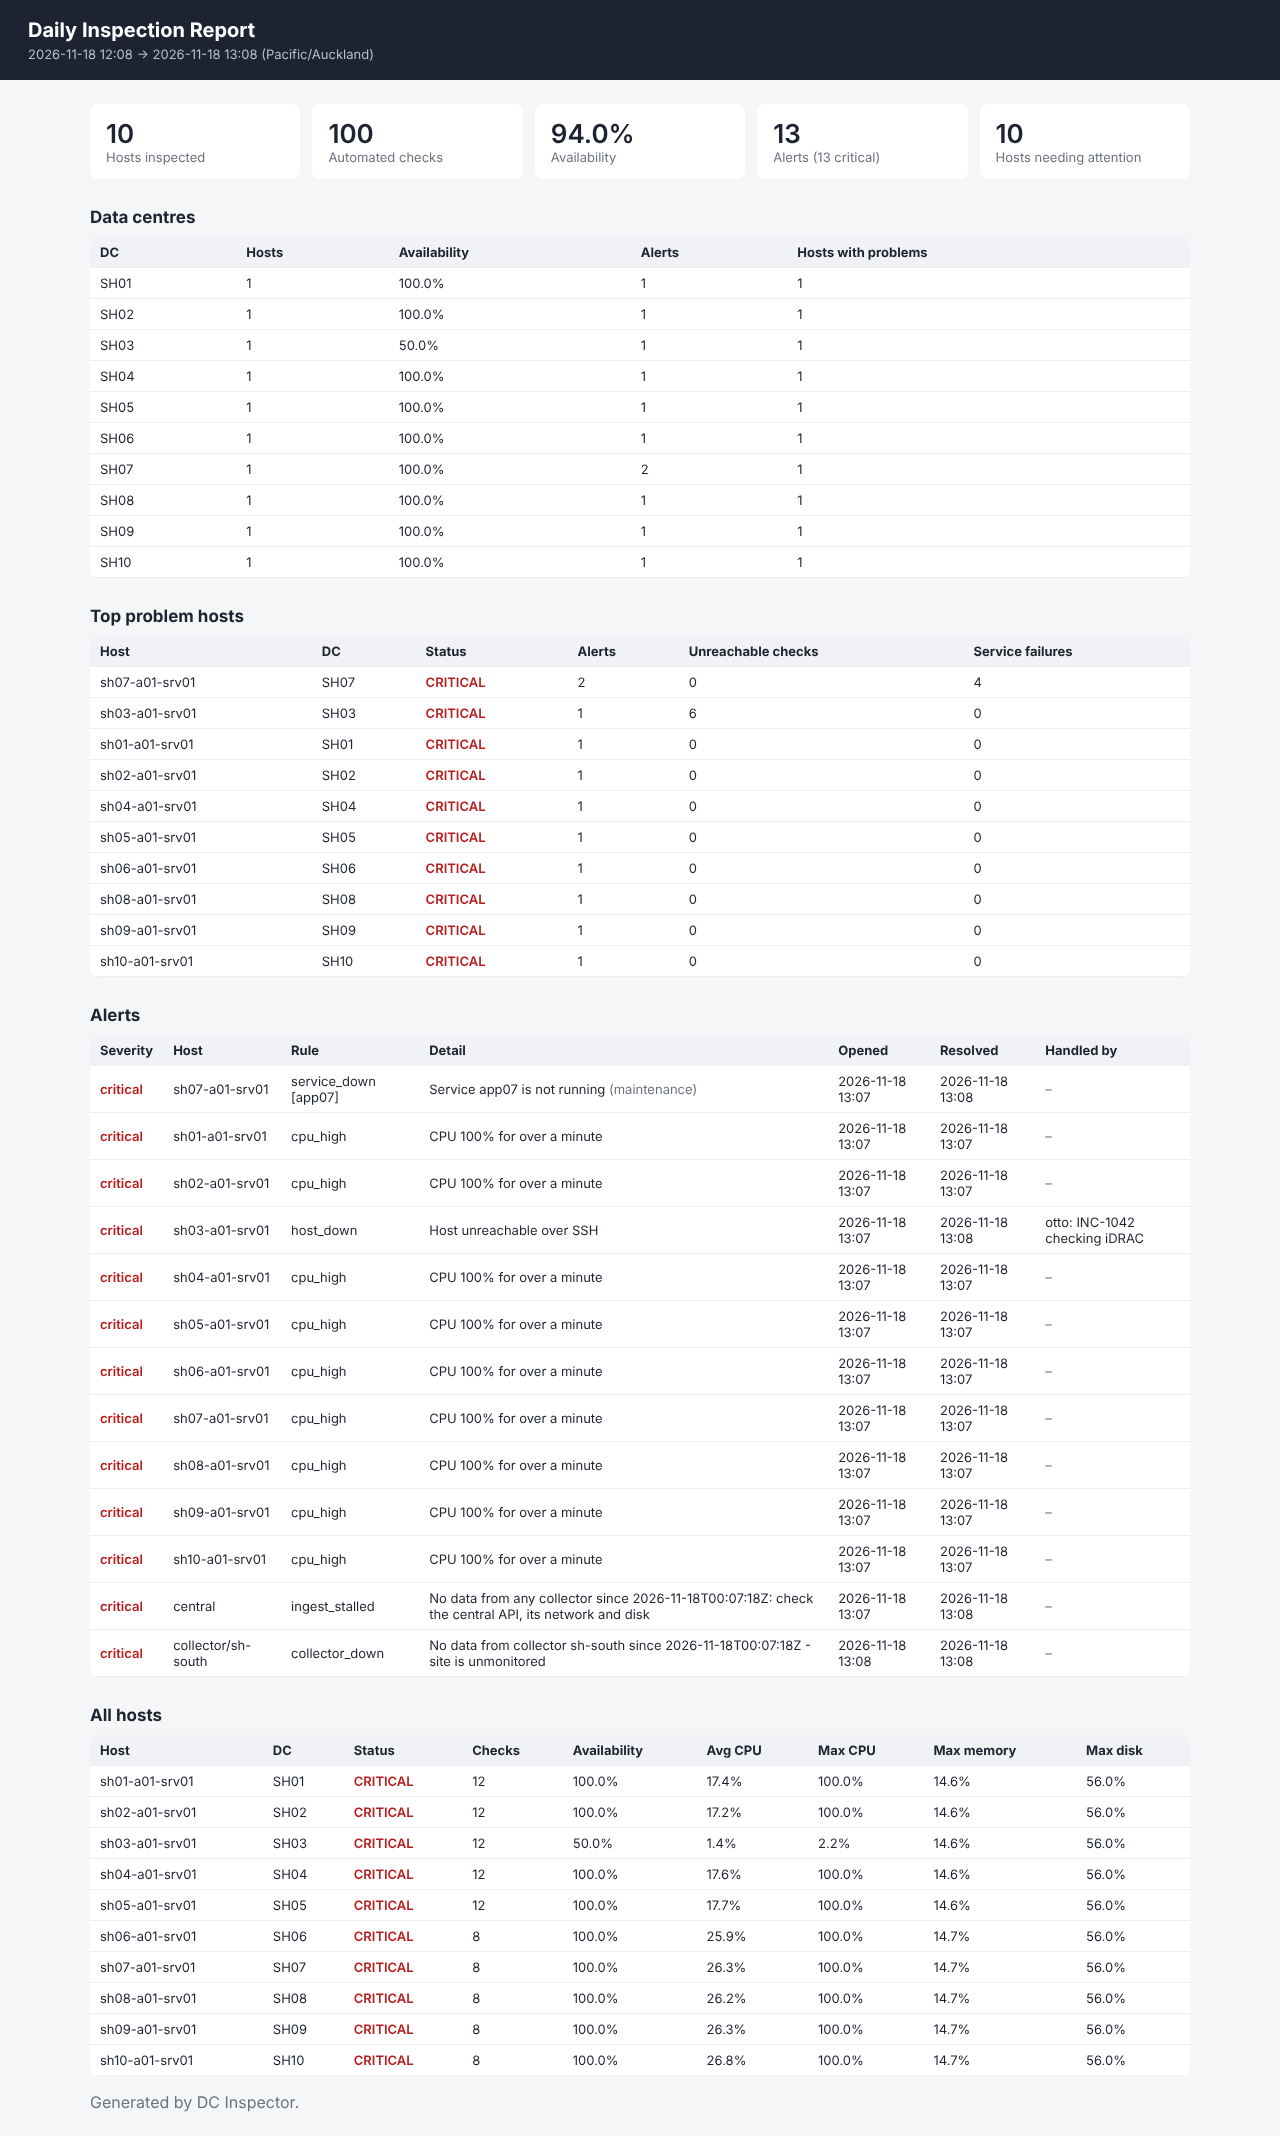 Daily Inspection Report
2026-11-18 12:08 → 2026-11-18 13:08 (Pacific/Auckland)
10 100 94.0% 13 10
Hosts inspected Automated checks Availability Alerts (13 critical) Hosts needing attention
Data centres
DC Hosts Availability Alerts Hosts with problems
SH01 1 100.0% 1 1
SH02 1 100.0% 1 1
SH03 1 50.0% 1 1
SH04 1 100.0% 1 1
SH05 1 100.0% 1 1
SH06 1 100.0% 1 1
SH07 1 100.0% 2 1
SH08 1 100.0% 1 1
SH09 1 100.0% 1 1
SH10 1 100.0% 1 1
Top problem hosts
Host DC Status Alerts Unreachable checks Service failures
sh07-a01-srv01 SH07 CRITICAL 2 0 4
sh03-a01-srv01 SH03 CRITICAL 1 6 0
sh01-a01-srv01 SH01 CRITICAL 1 0 0
sh02-a01-srv01 SH02 CRITICAL 1 0 0
sh04-a01-srv01 SH04 CRITICAL 1 0 0
sh05-a01-srv01 SH05 CRITICAL 1 0 0
sh06-a01-srv01 SH06 CRITICAL 1 0 0
sh08-a01-srv01 SH08 CRITICAL 1 0 0
sh09-a01-srv01 SH09 CRITICAL 1 0 0
sh10-a01-srv01 SH10 CRITICAL 1 0 0
Alerts
Severity Host Rule Detail Opened Resolved Handled by
critical sh07-a01-srv01 service_down [app07] Service app07 is not running (maintenance) 2026-11-18 13:07 2026-11-18 13:08 –
critical sh01-a01-srv01 cpu_high CPU 100% for over a minute 2026-11-18 13:07 2026-11-18 13:07 –
critical sh02-a01-srv01 cpu_high CPU 100% for over a minute 2026-11-18 13:07 2026-11-18 13:07 –
critical sh03-a01-srv01 host_down Host unreachable over SSH 2026-11-18 13:07 2026-11-18 13:08 otto: INC-1042 checking iDRAC
critical sh04-a01-srv01 cpu_high CPU 100% for over a minute 2026-11-18 13:07 2026-11-18 13:07 –
critical sh05-a01-srv01 cpu_high CPU 100% for over a minute 2026-11-18 13:07 2026-11-18 13:07 –
critical sh06-a01-srv01 cpu_high CPU 100% for over a minute 2026-11-18 13:07 2026-11-18 13:07 –
critical sh07-a01-srv01 cpu_high CPU 100% for over a minute 2026-11-18 13:07 2026-11-18 13:07 –
critical sh08-a01-srv01 cpu_high CPU 100% for over a minute 2026-11-18 13:07 2026-11-18 13:07 –
critical sh09-a01-srv01 cpu_high CPU 100% for over a minute 2026-11-18 13:07 2026-11-18 13:07 –
critical sh10-a01-srv01 cpu_high CPU 100% for over a minute 2026-11-18 13:07 2026-11-18 13:07 –
critical central ingest_stalled No data from any collector since 2026-11-18T00:07:18Z: check the central API, its network and disk 2026-11-18 13:07 2026-11-18 13:08 –
critical collector/sh-south collector_down No data from collector sh-south since 2026-11-18T00:07:18Z - site is unmonitored 2026-11-18 13:08 2026-11-18 13:08 –
All hosts
Host DC Status Checks Availability Avg CPU Max CPU Max memory Max disk
sh01-a01-srv01 SH01 CRITICAL 12 100.0% 17.4% 100.0% 14.6% 56.0%
sh02-a01-srv01 SH02 CRITICAL 12 100.0% 17.2% 100.0% 14.6% 56.0%
sh03-a01-srv01 SH03 CRITICAL 12 50.0% 1.4% 2.2% 14.6% 56.0%
sh04-a01-srv01 SH04 CRITICAL 12 100.0% 17.6% 100.0% 14.6% 56.0%
sh05-a01-srv01 SH05 CRITICAL 12 100.0% 17.7% 100.0% 14.6% 56.0%
sh06-a01-srv01 SH06 CRITICAL 8 100.0% 25.9% 100.0% 14.7% 56.0%
sh07-a01-srv01 SH07 CRITICAL 8 100.0% 26.3% 100.0% 14.7% 56.0%
sh08-a01-srv01 SH08 CRITICAL 8 100.0% 26.2% 100.0% 14.7% 56.0%
sh09-a01-srv01 SH09 CRITICAL 8 100.0% 26.3% 100.0% 14.7% 56.0%
sh10-a01-srv01 SH10 CRITICAL 8 100.0% 26.8% 100.0% 14.7% 56.0%
Generated by DC Inspector.